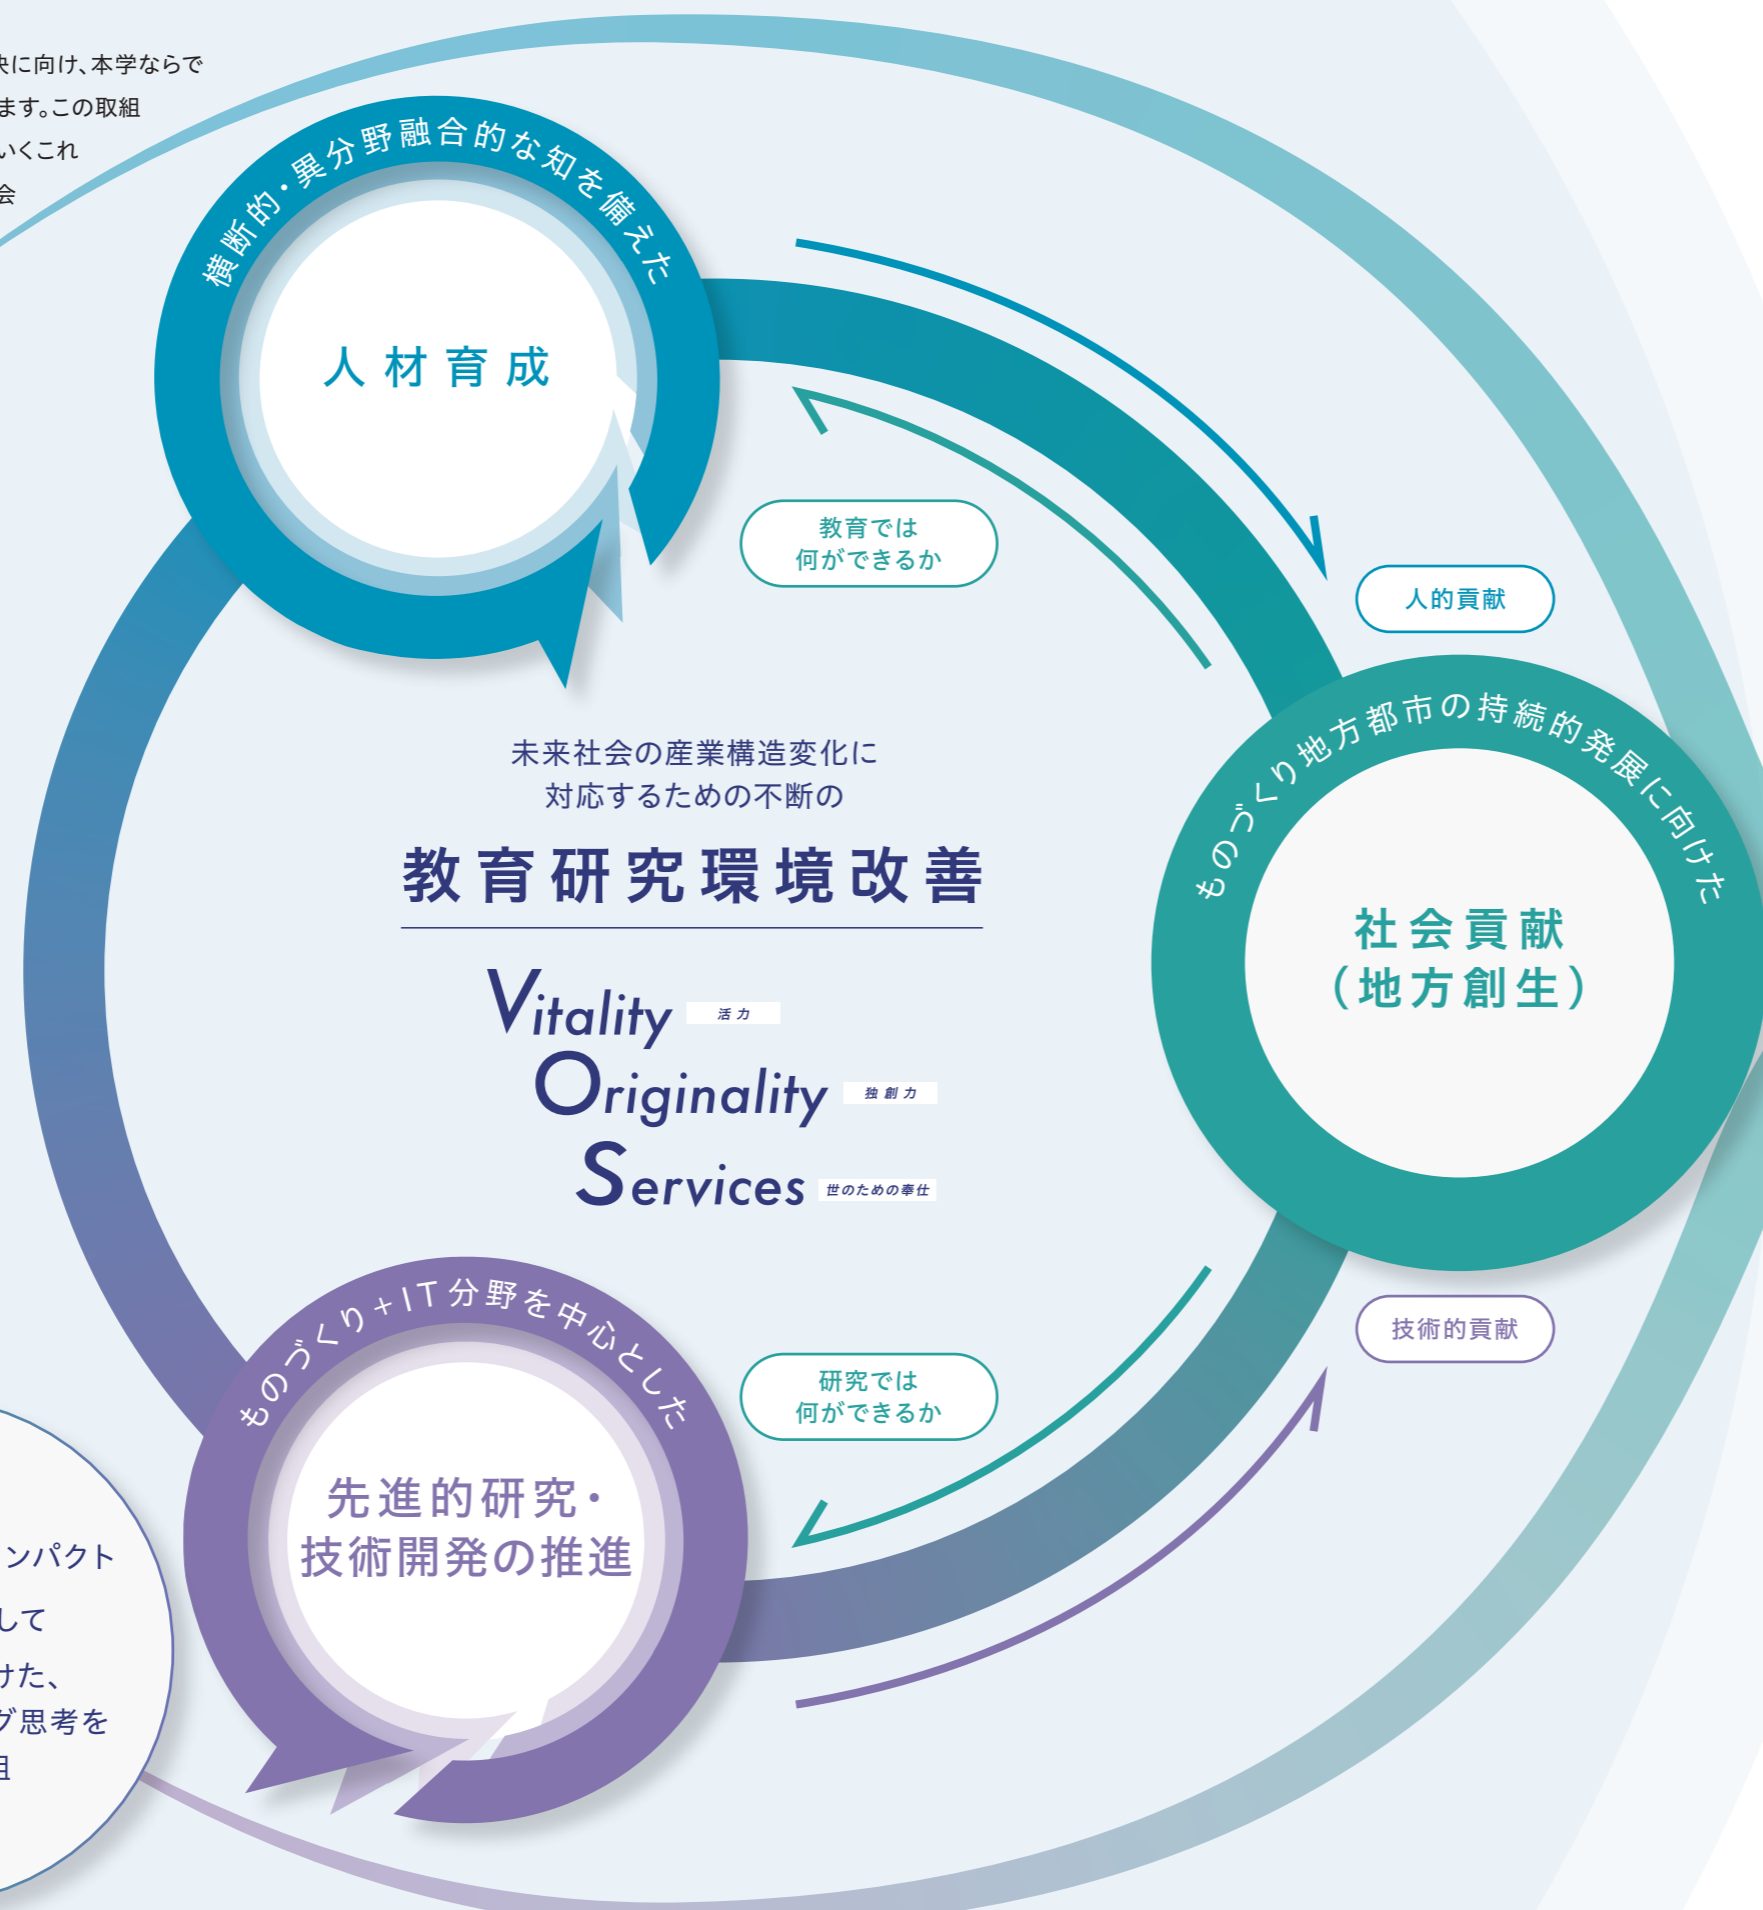 決に向け、本学ならで
ます。この取組
いくこれ
会
横断的・異分野融合的な知を備えた
人材育成
教育では
何ができるか
人的貢献
ものづくり地方都市の持続的発展に向けた
社会貢献
（地方創生）
未来社会の産業構造変化に
対応するための不断の
教育研究環境改善
Vitality 活力
Originality 独創力
Services 世のための奉仕
技術的貢献
研究では
何ができるか
ものづくり+IT分野を中心とした
先進的研究・
技術開発の推進
ンパクト
して
けた、
グ思考を
組